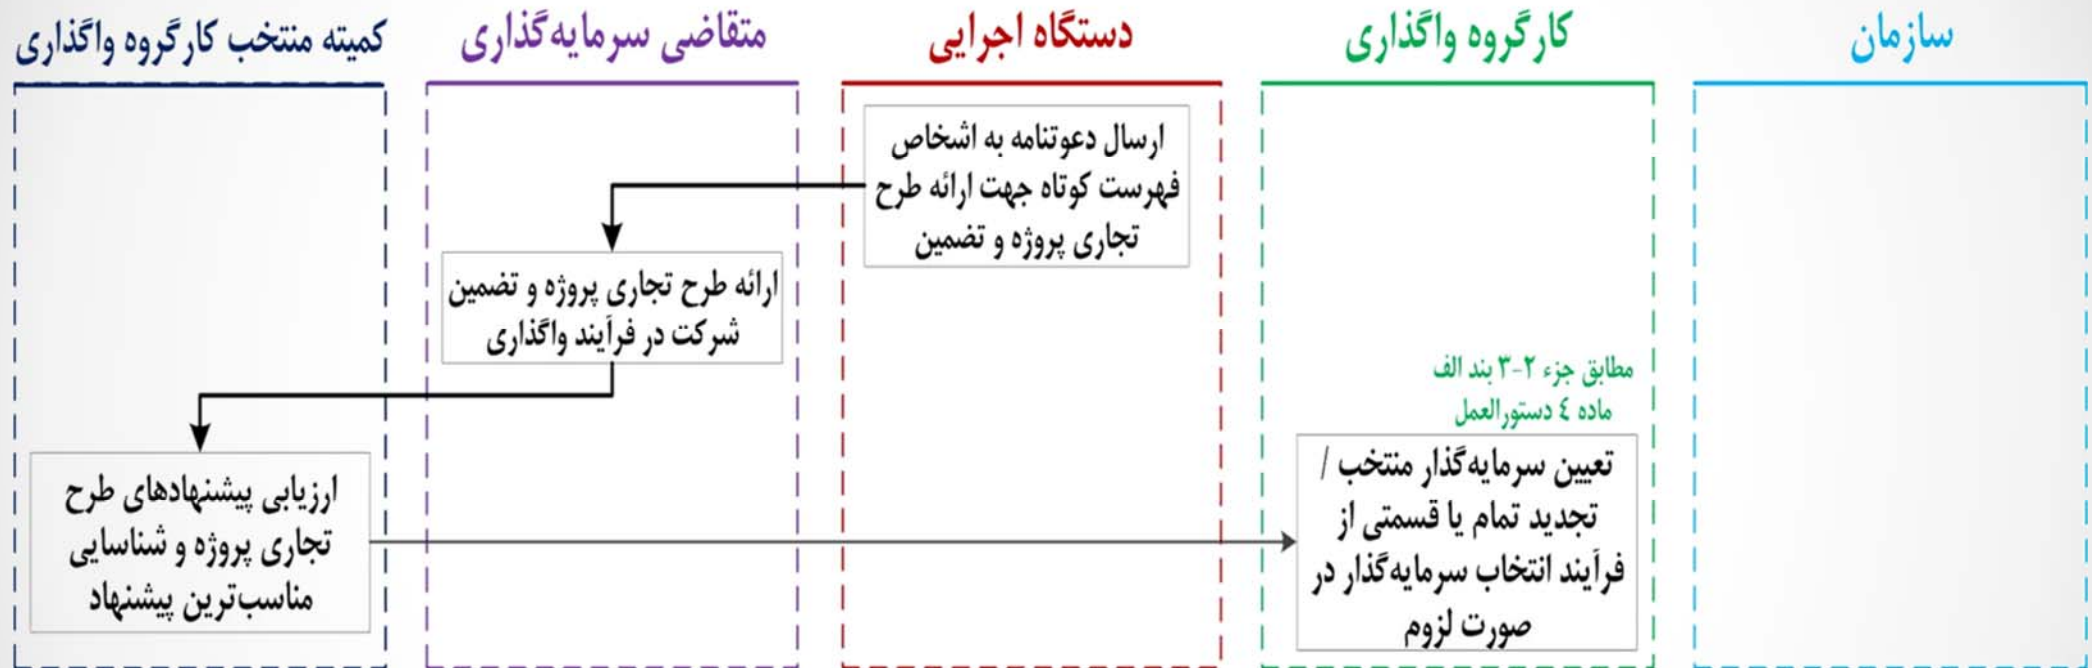 سازمان
کارگروه واگذاری
دستگاه اجرایی
متقاضی سرمایه‌گذاری
کمیته منتخب کارگروه واگذاری
ارسال دعوتنامه به اشخاص
فهرست کوتاه جهت ارائه طرح
تجاری پروژه و تضمین
ارائه طرح تجاری پروژه و تضمین
شرکت در فرآیند واگذاری
ارزیابی پیشنهادهای طرح
تجاری پروژه و شناسایی
مناسب‌ترین پیشنهاد
مطابق جزء ۲-۳ بند الف
ماده ٤ دستورالعمل
تعیین سرمایه‌گذار منتخب /
تجدید تمام یا قسمتی از
فرآیند انتخاب سرمایه‌گذار در
صورت لزوم